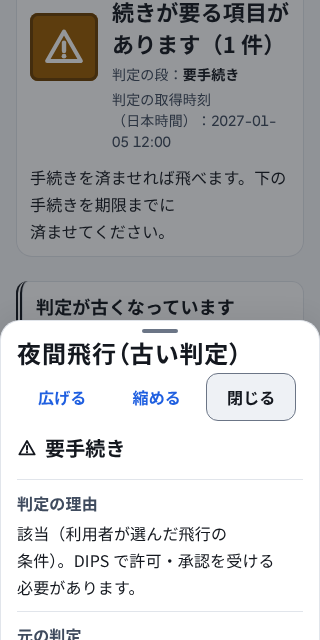 続きが要る項目が
あります（1 件）
判定の段：要手続き
判定の取得時刻
（日本時間）：2027-01-
05 12:00
手続きを済ませれば飛べます。下の
手続きを期限までに
済ませてください。
判定が古くなっています
夜間飛行（古い判定）
広げる 縮める 閉じる
要手続き
判定の理由
該当（利用者が選んだ飛行の
条件）。DIPS で許可・承認を受ける
必要があります。
元の判定